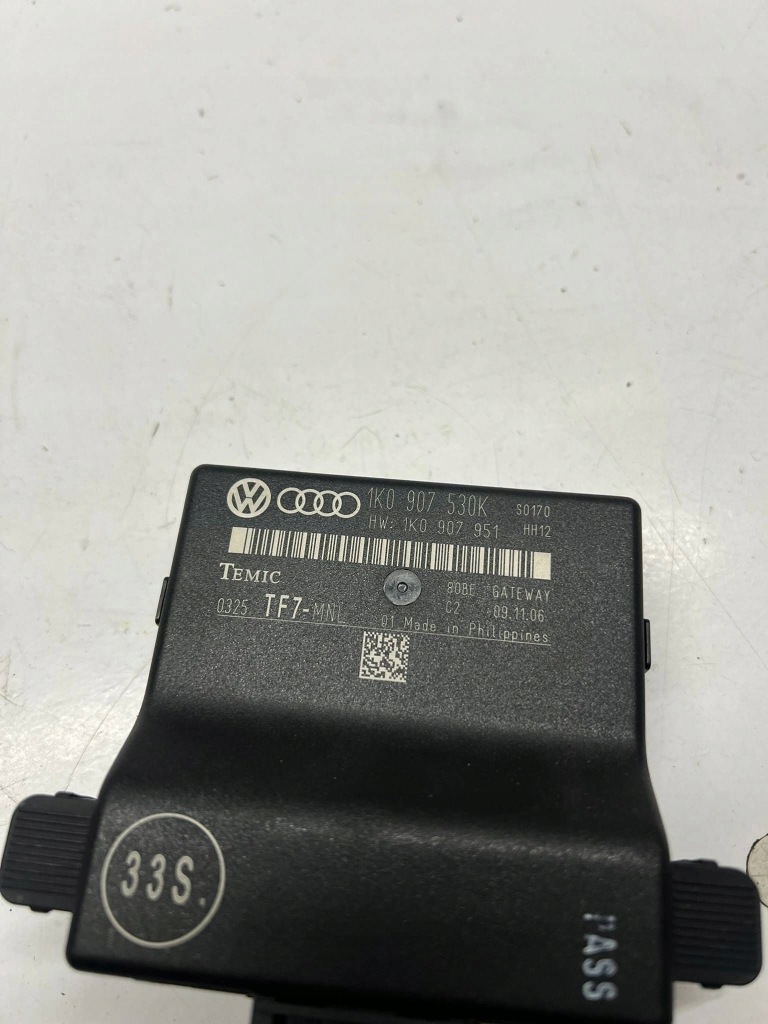 1K0 907 530K S0170
HW: 1K0 907 951 HH12
TEMIC 808E GATEWAY
CZ 09.11.06
0325 TF7-MNL 01 Made in Philippines
33S.
PASS